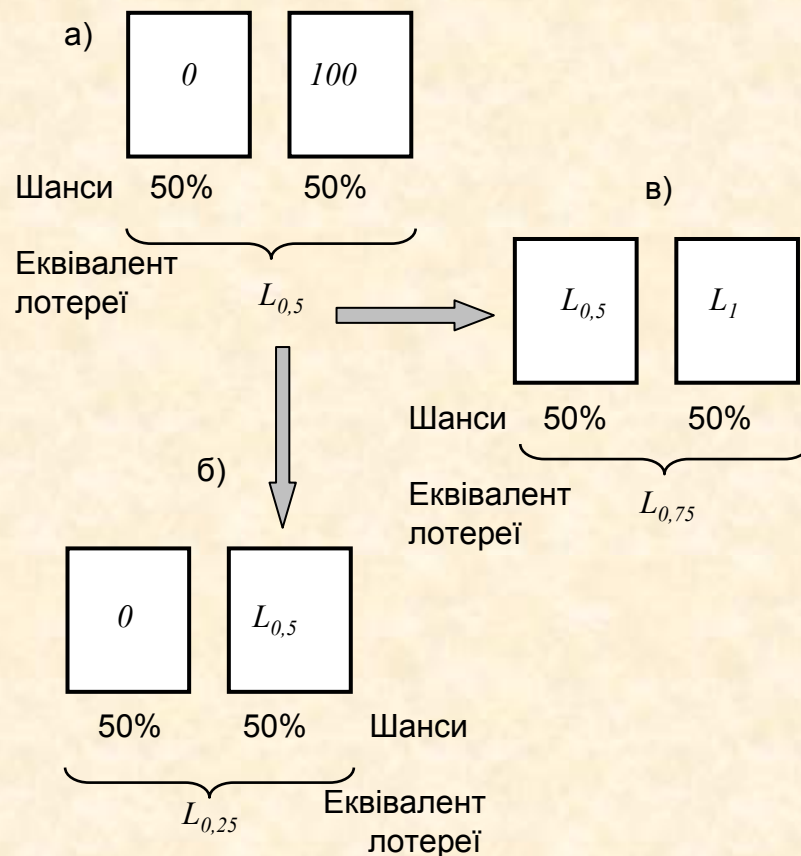 а)
0 100
Шанси 50% 50%
Еквівалент
лотереї
L0,5
в)
L0,5 L1
Шанси 50% 50%
Еквівалент
лотереї
L0,75
б)
0 L0,5
50% 50% Шанси
L0,25
Еквівалент
лотереї